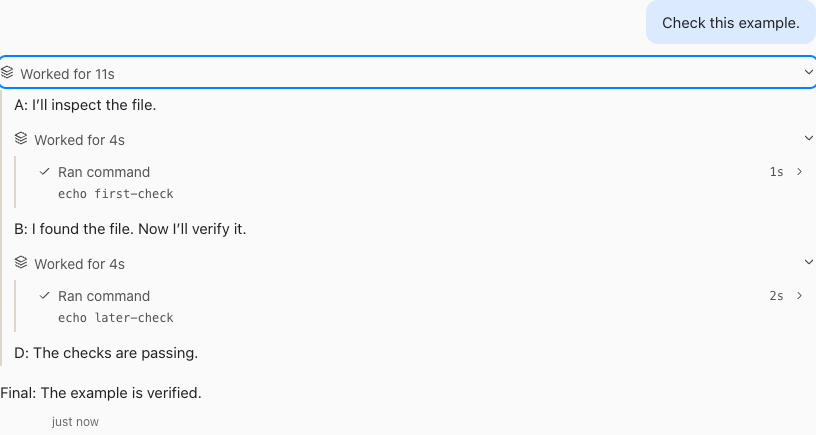 Check this example.
Worked for 11s
A: I’ll inspect the file.
Worked for 4s
Ran command 1s
echo first-check
B: I found the file. Now I’ll verify it.
Worked for 4s
Ran command 2s
echo later-check
D: The checks are passing.
Final: The example is verified.
just now